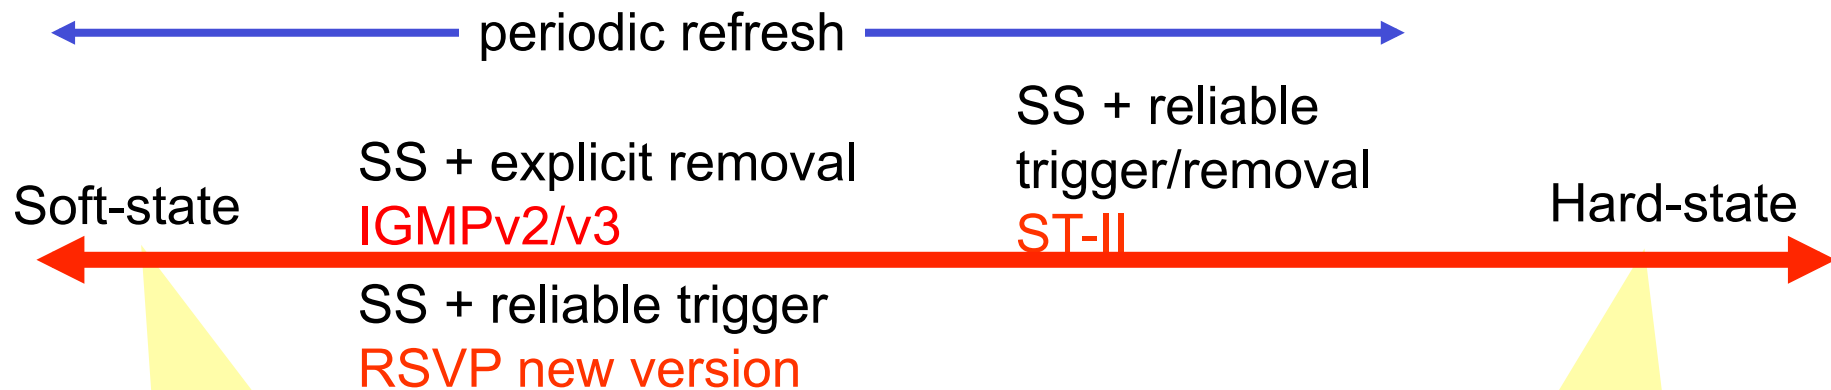 periodic refresh
SS + reliable
trigger/removal
ST-II
SS + explicit removal
IGMPv2/v3
Soft-state
Hard-state
SS + reliable trigger
RSVP new version